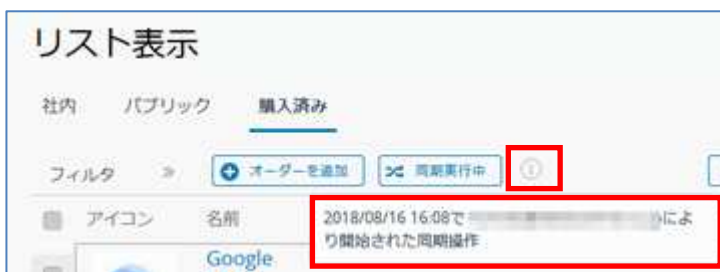 リスト表示
社内 パブリック 購入済み
フィルタ » オーダーを追加 同期実行中
アイコン 名前
2018/08/16 16:08で によ
り開始された同期操作
Google